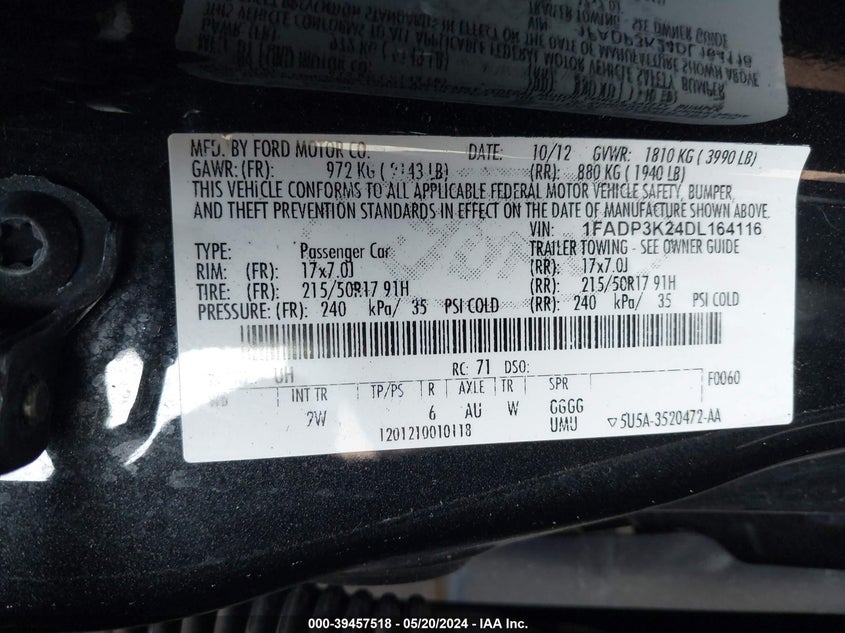 MFD. BY FORD MOTOR CO. DATE: 10/12 GVWR: 1810 KG ( 3990 LB)
GAWR: (FR): 972 KG ( 2143 LB) (RR): 880 KG ( 1940 LB)
THIS VEHICLE CONFORMS TO ALL APPLICABLE FEDERAL MOTOR VEHICLE SAFETY, BUMPER,
AND THEFT PREVENTION STANDARDS IN EFFECT ON THE DATE OF MANUFACTURE SHOWN ABOVE.
VIN: 1FADP3K24DL164116
TYPE: Passenger Car TRAILER TOWING - SEE OWNER GUIDE
RIM: (FR): 17x7.0J (RR): 17x7.0J
TIRE: (FR): 215/50R17 91H (RR): 215/50R17 91H
PRESSURE: (FR): 240 kPa/ 35 PSI COLD (RR): 240 kPa/ 35 PSI COLD
UH RC: 71 DSO:
INT TR TP/PS R AXLE TR SPR F0060
9W 6 AU W GGGG
UMU
1201210010118
▽5U5A-3520472-AA
000-39457518 - 05/20/2024 - IAA Inc.